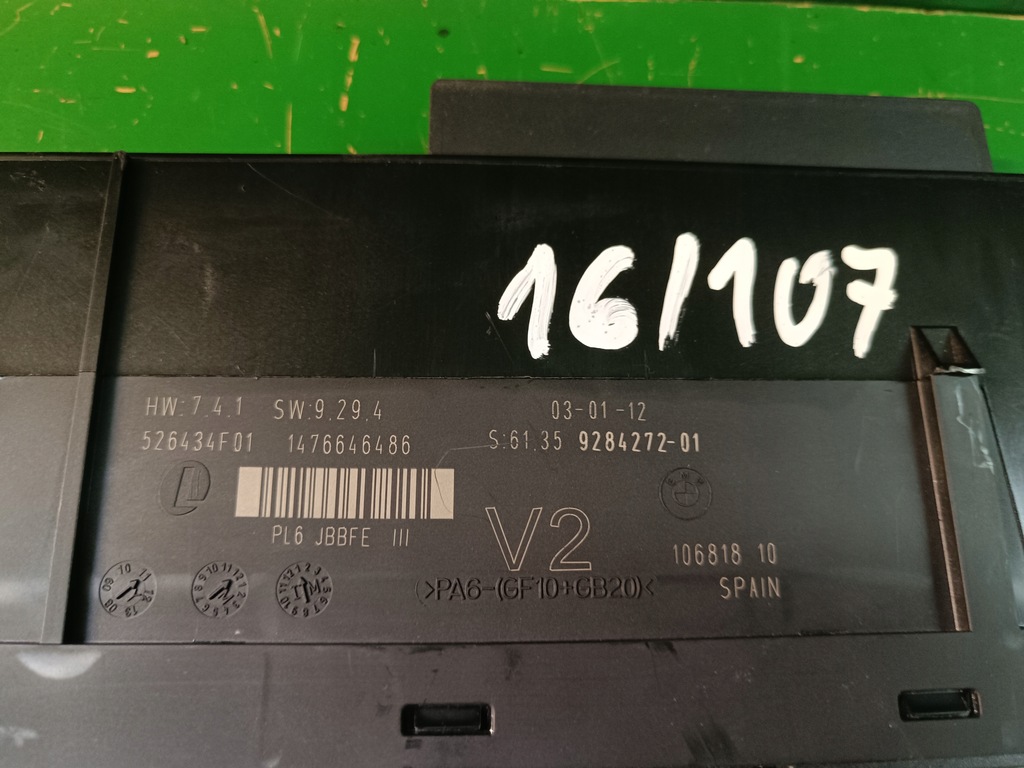 16/107
HW:7.4.1 SW:9.29.4 03-01-12
526434F01 1476646486 S:61.35 9284272-01
PL6 JBBFE III
V2
106818 10
>PA6-(GF10+GB20)<
SPAIN